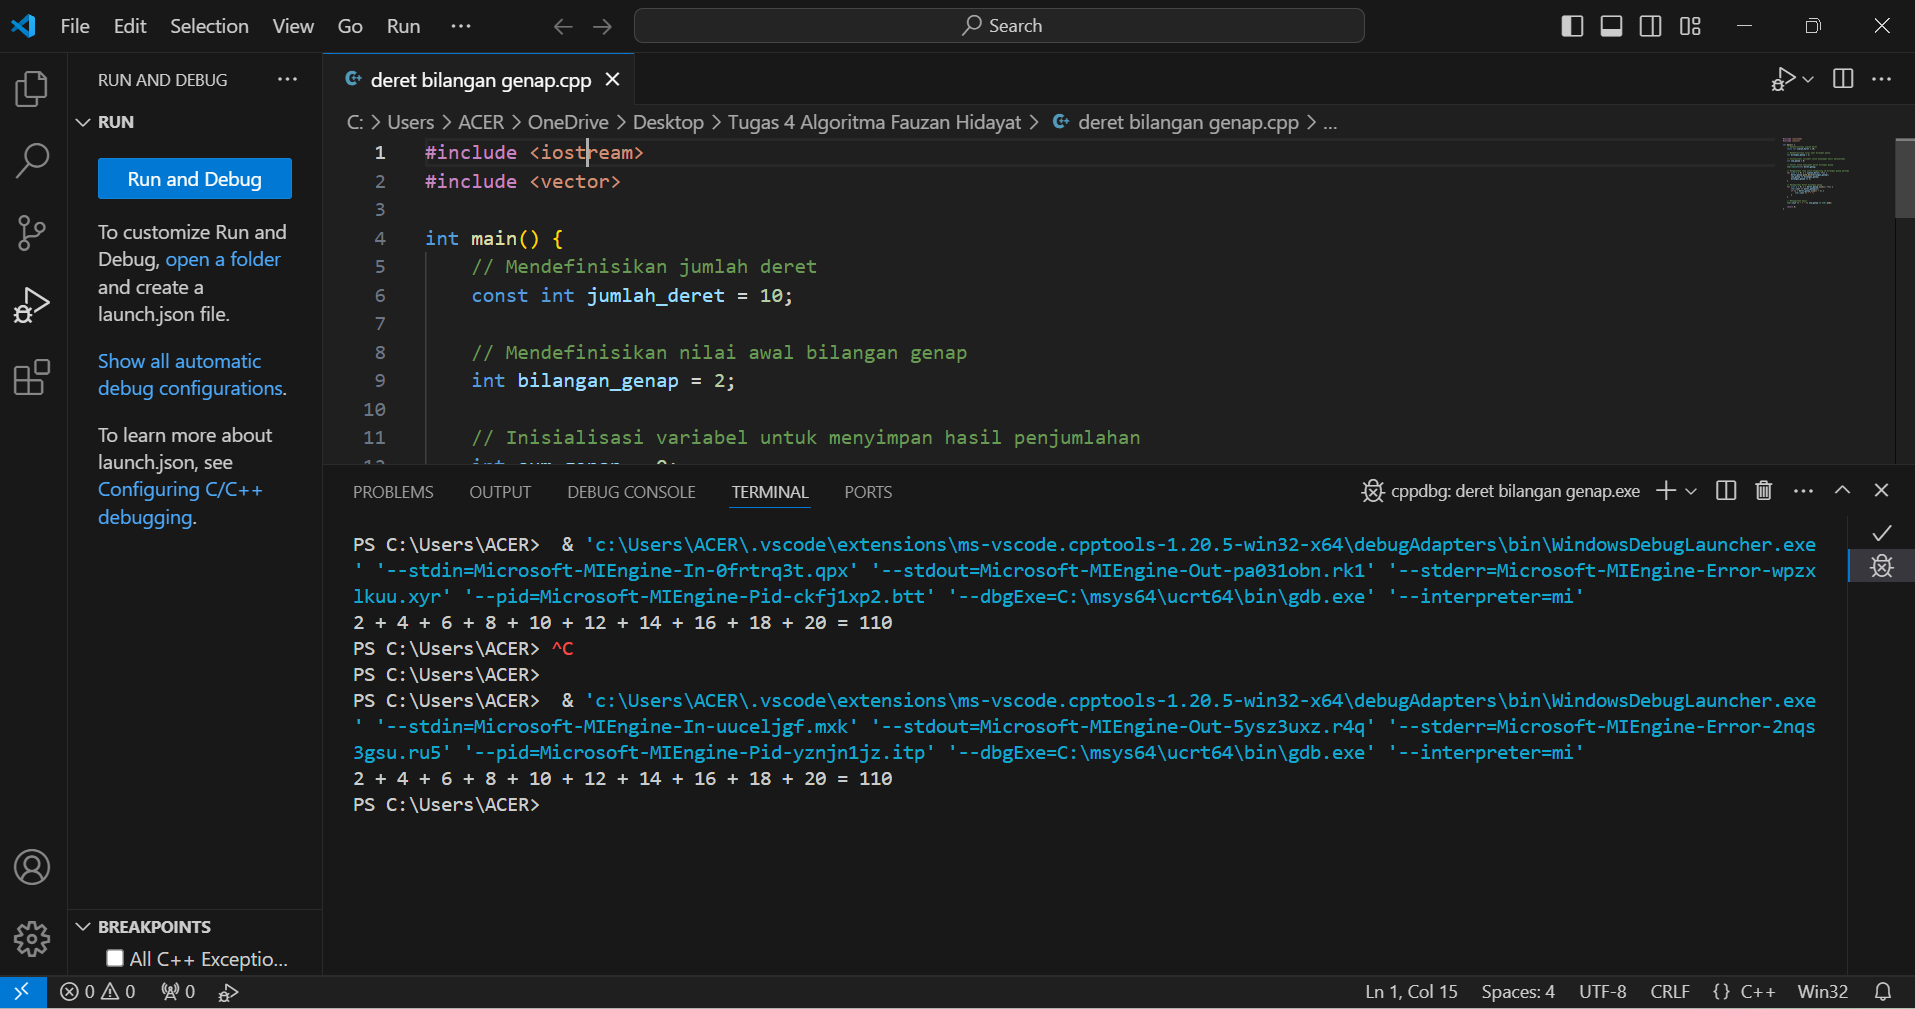 File Edit Selection View Go Run ··· Search
RUN AND DEBUG ···
RUN
Run and Debug
To customize Run and
Debug, open a folder
and create a
launch.json file.
Show all automatic
debug configurations.
To learn more about
launch.json, see
Configuring C/C++
debugging.
BREAKPOINTS
All C++ Exceptio...
deret bilangan genap.cpp
C: > Users > ACER > OneDrive > Desktop > Tugas 4 Algoritma Fauzan Hidayat > deret bilangan genap.cpp > ...
1 #include <iostream>
2 #include <vector>
3
4 int main() {
5 // Mendefinisikan jumlah deret
6 const int jumlah_deret = 10;
7
8 // Mendefinisikan nilai awal bilangan genap
9 int bilangan_genap = 2;
10
11 // Inisialisasi variabel untuk menyimpan hasil penjumlahan
PROBLEMS OUTPUT DEBUG CONSOLE TERMINAL PORTS cppdbg: deret bilangan genap.exe
PS C:\Users\ACER>  & 'c:\Users\ACER\.vscode\extensions\ms-vscode.cpptools-1.20.5-win32-x64\debugAdapters\bin\WindowsDebugLauncher.exe
' '--stdin=Microsoft-MIEngine-In-0frtrq3t.qpx' '--stdout=Microsoft-MIEngine-Out-pa031obn.rk1' '--stderr=Microsoft-MIEngine-Error-wpzx
lkuu.xyr' '--pid=Microsoft-MIEngine-Pid-ckfj1xp2.btt' '--dbgExe=C:\msys64\ucrt64\bin\gdb.exe' '--interpreter=mi'
2 + 4 + 6 + 8 + 10 + 12 + 14 + 16 + 18 + 20 = 110
PS C:\Users\ACER> ^C
PS C:\Users\ACER>
PS C:\Users\ACER>  & 'c:\Users\ACER\.vscode\extensions\ms-vscode.cpptools-1.20.5-win32-x64\debugAdapters\bin\WindowsDebugLauncher.exe
' '--stdin=Microsoft-MIEngine-In-uuceljgf.mxk' '--stdout=Microsoft-MIEngine-Out-5ysz3uxz.r4q' '--stderr=Microsoft-MIEngine-Error-2nqs
3gsu.ru5' '--pid=Microsoft-MIEngine-Pid-yznjn1jz.itp' '--dbgExe=C:\msys64\ucrt64\bin\gdb.exe' '--interpreter=mi'
2 + 4 + 6 + 8 + 10 + 12 + 14 + 16 + 18 + 20 = 110
PS C:\Users\ACER>
0 0 0 Ln 1, Col 15 Spaces: 4 UTF-8 CRLF {} C++ Win32